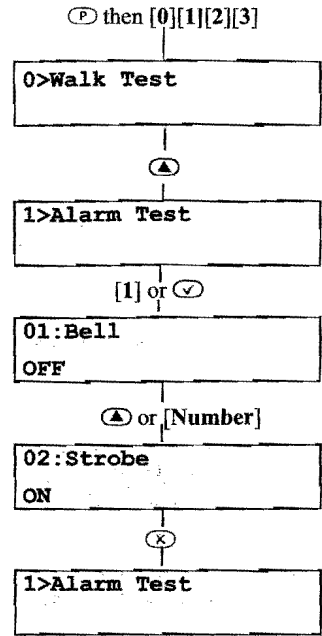 Ⓟ then [0][1][2][3]
0>Walk Test
▲
1>Alarm Test
[1] or ✓
01:Bell
OFF
▲ or [Number]
02:Strobe
ON
×
1>Alarm Test